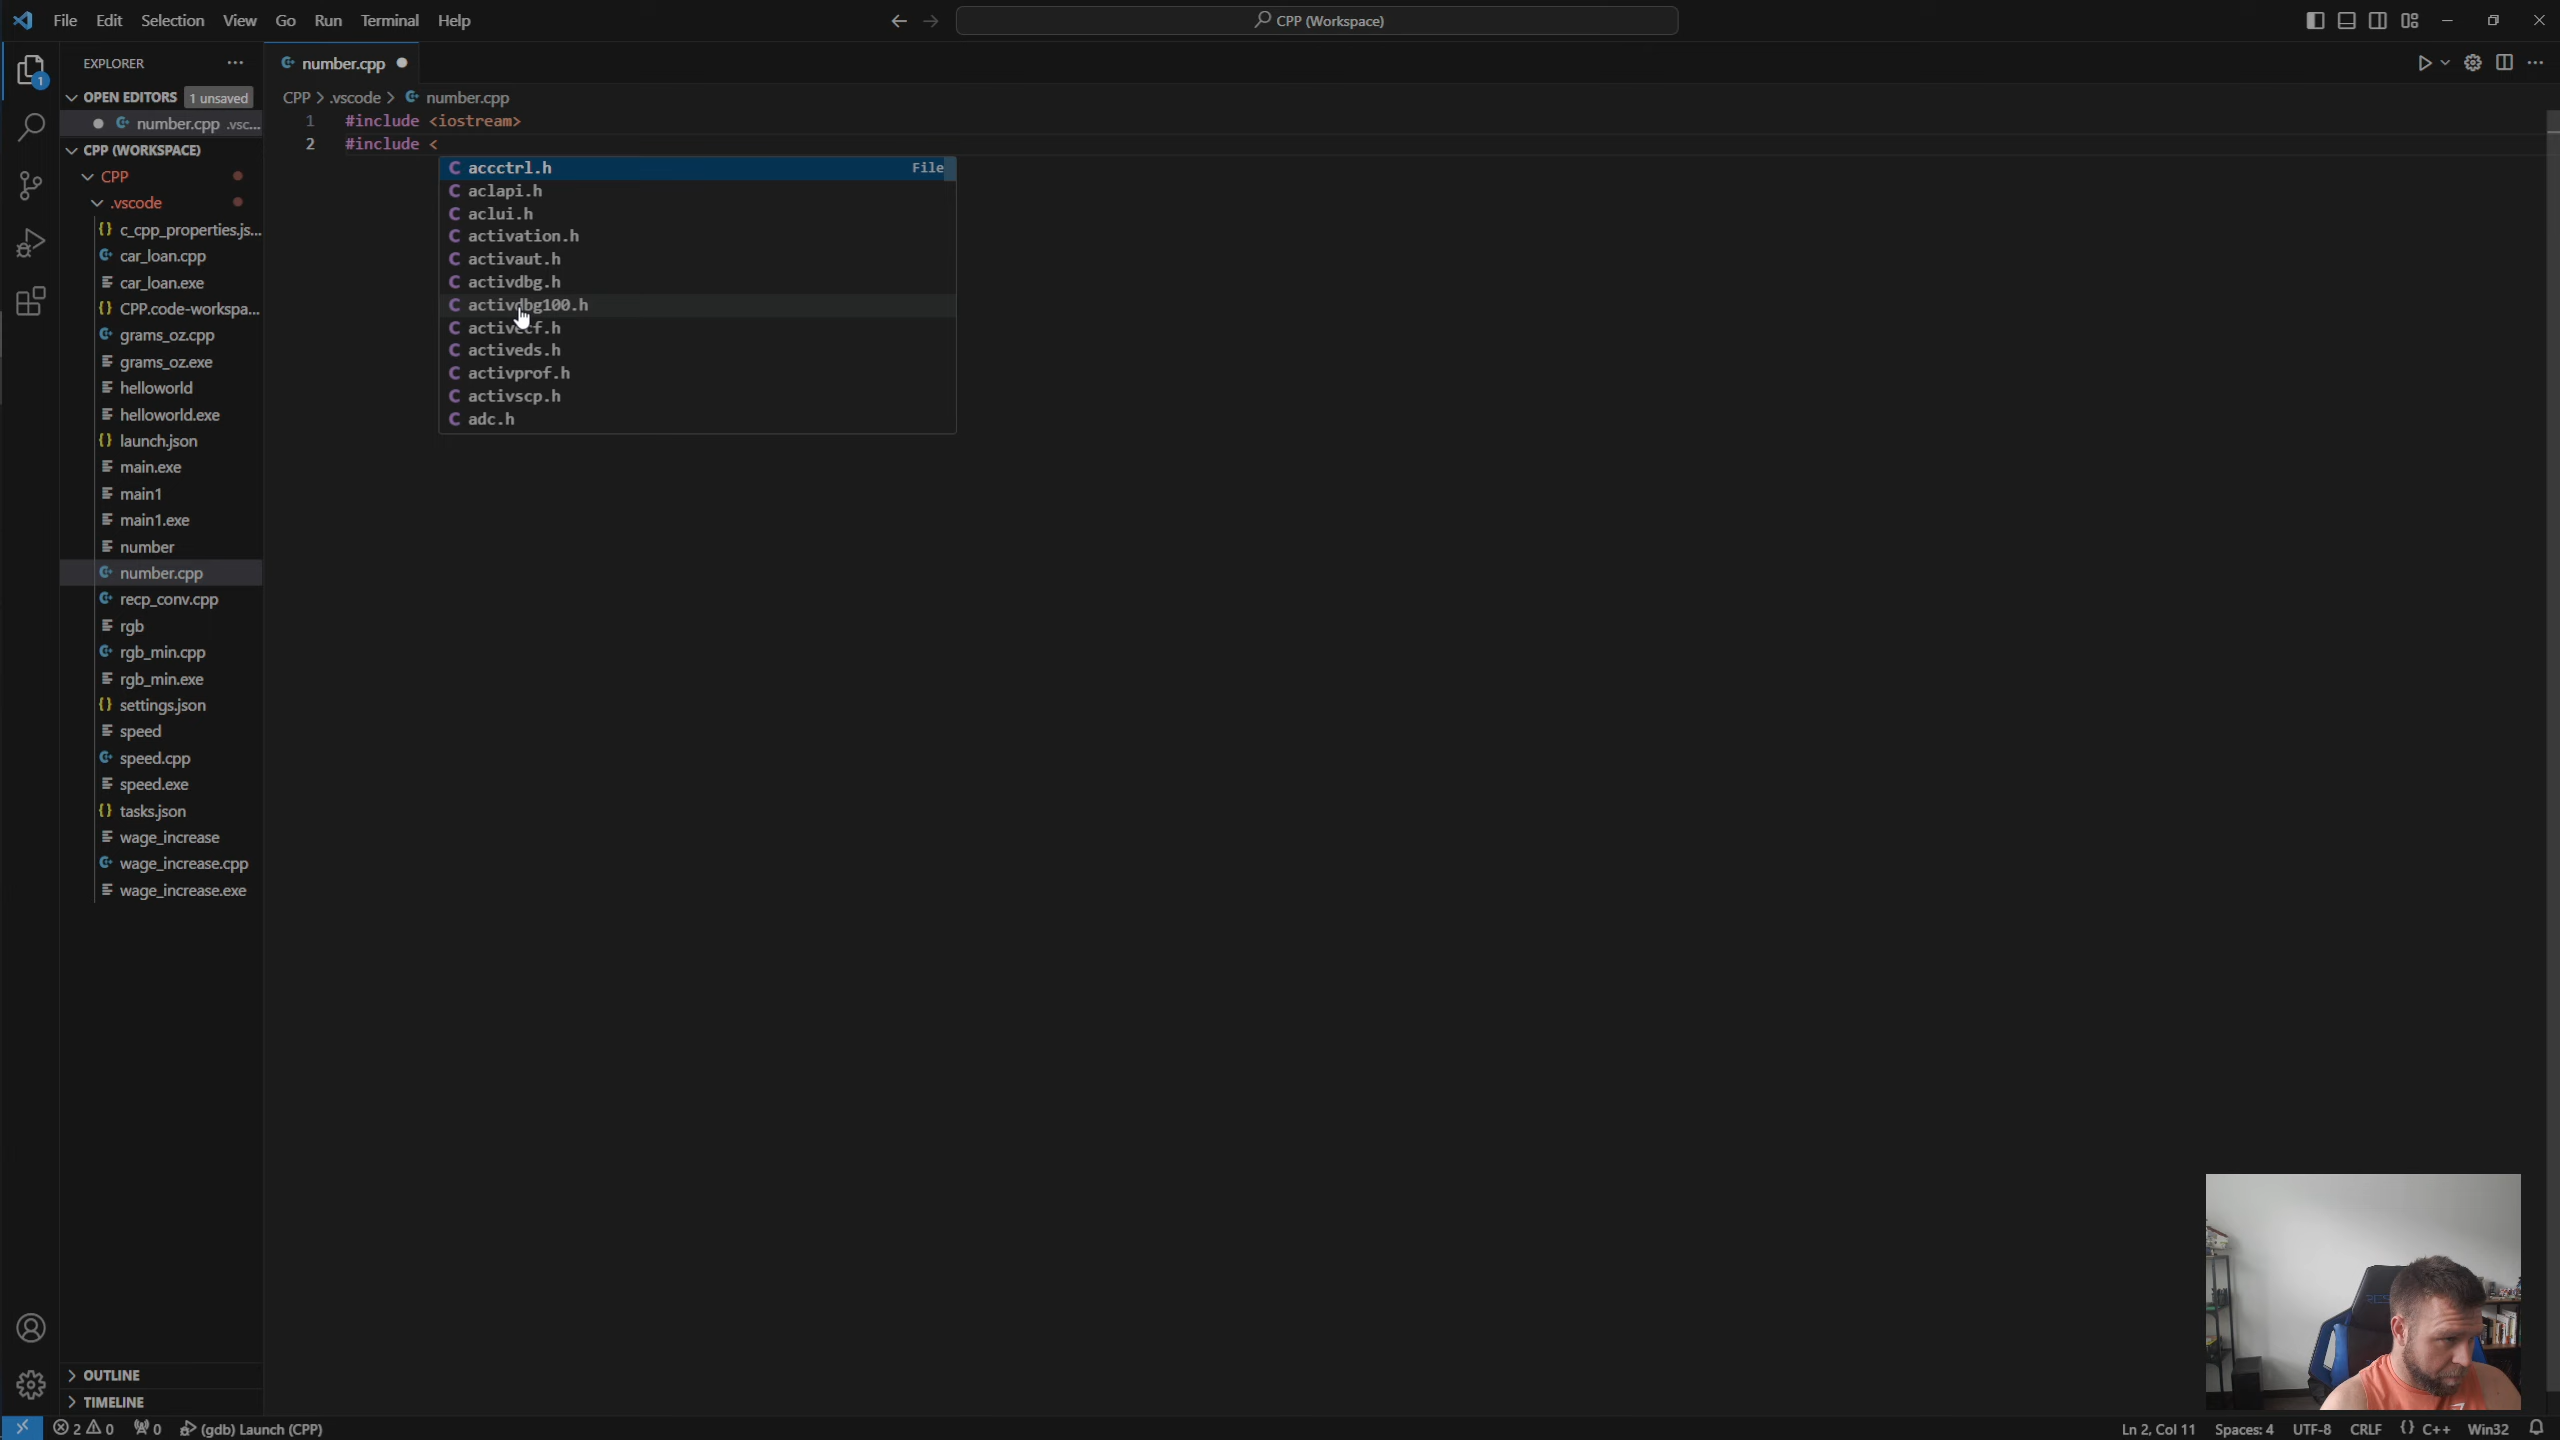 File Edit Selection View Go Run Terminal Help
CPP (Workspace)
EXPLORER
number.cpp
OPEN EDITORS 1 unsaved
number.cpp .vsc...
CPP (WORKSPACE)
CPP
.vscode
c_cpp_properties.js...
car_loan.cpp
car_loan.exe
CPP.code-workspa...
grams_oz.cpp
grams_oz.exe
helloworld
helloworld.exe
launch.json
main.exe
main1
main1.exe
number
number.cpp
recp_conv.cpp
rgb
rgb_min.cpp
rgb_min.exe
settings.json
speed
speed.cpp
speed.exe
tasks.json
wage_increase
wage_increase.cpp
wage_increase.exe
OUTLINE
TIMELINE
CPP > .vscode > number.cpp
1 #include <iostream>
2 #include <
accctrl.h File
aclapi.h
aclui.h
activation.h
activaut.h
activdbg.h
activdbg100.h
activecf.h
activeds.h
activprof.h
activscp.h
adc.h
2 0 0 (gdb) Launch (CPP)
Ln 2, Col 11 Spaces: 4 UTF-8 CRLF {} C++ Win32